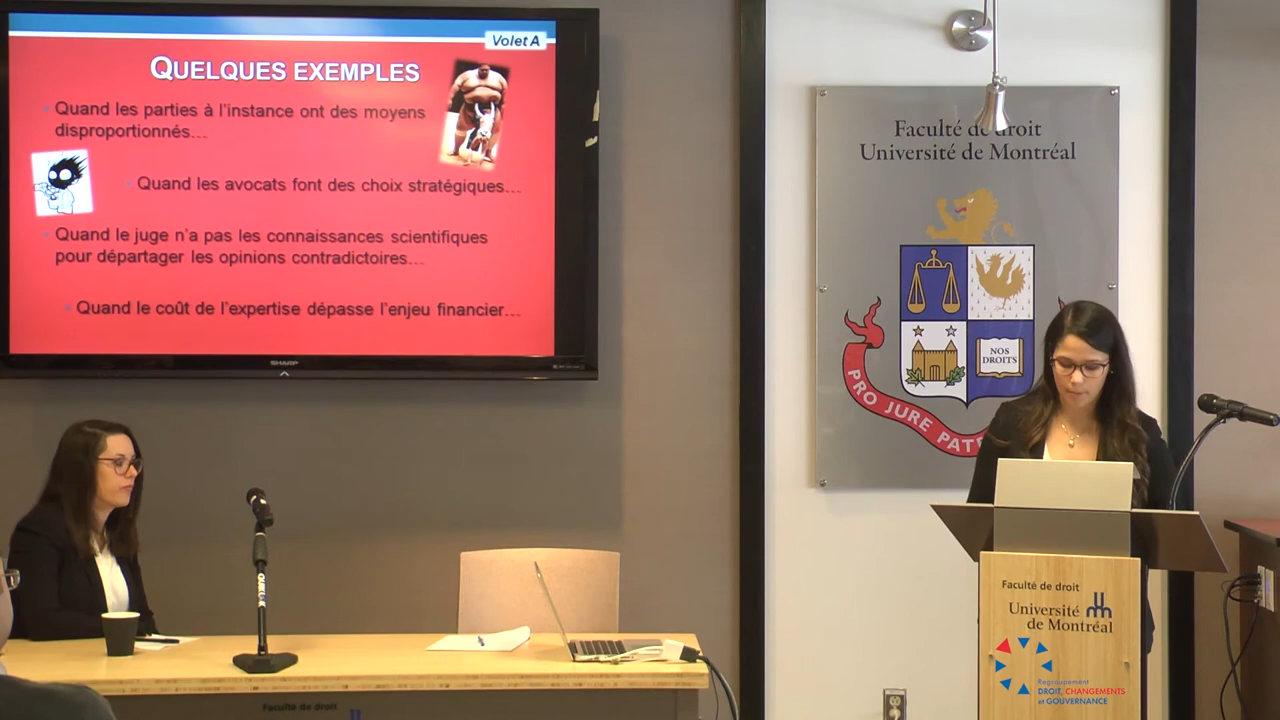 Volet A
QUELQUES EXEMPLES
Quand les parties à l'instance ont des moyens
disproportionnés...
Quand les avocats font des choix stratégiques...
Quand le juge n'a pas les connaissances scientifiques
pour départager les opinions contradictoires...
Quand le coût de l'expertise dépasse l'enjeu financier...
SHARP
Faculté de droit
Université de Montréal
NOS
DROITS
PRO JURE
Faculté de droit
Université
de Montréal
Regroupement
DROIT, CHANGEMENTS
et GOUVERNANCE
Faculté de droit